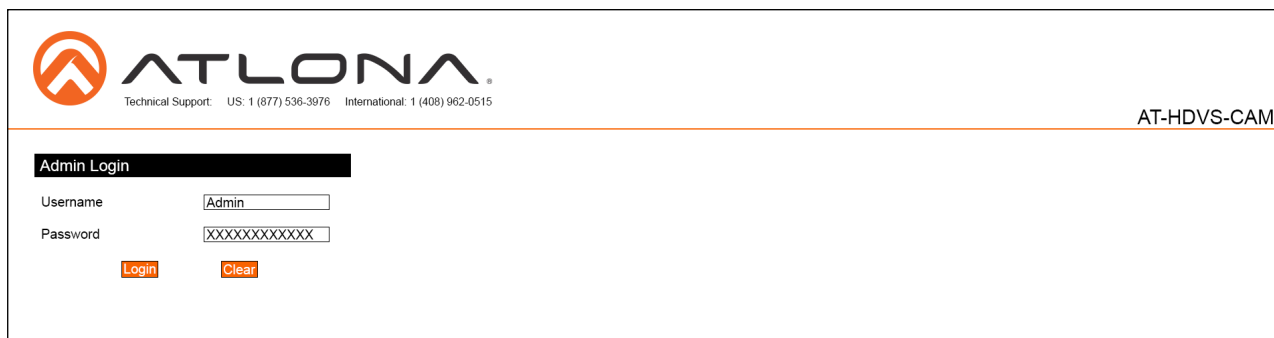 ATLONA®
Technical Support: US: 1 (877) 536-3976 International: 1 (408) 962-0515
AT-HDVS-CAM
Admin Login
Username Admin
Password XXXXXXXXXXXX
Login Clear